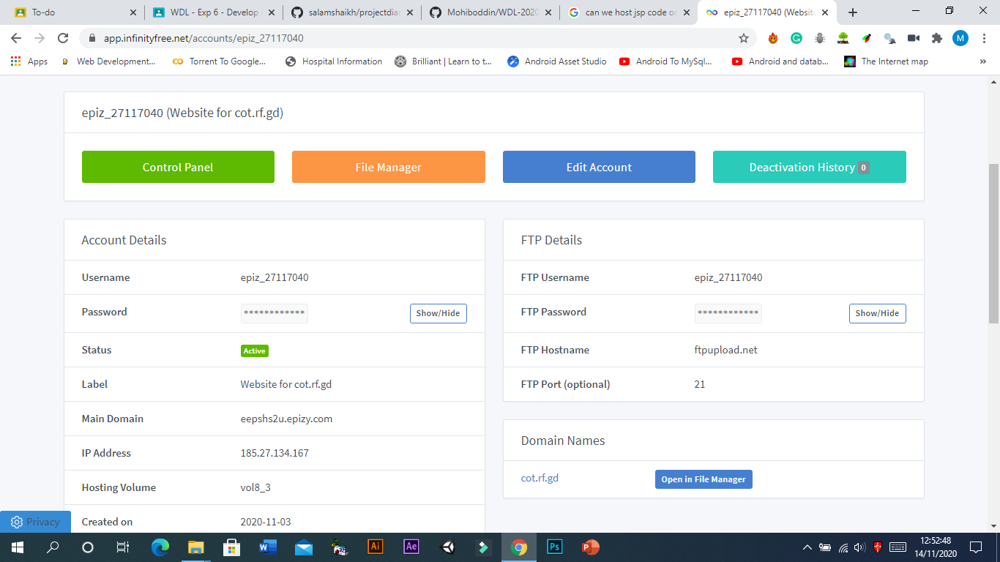 To-do
WDL - Exp 6 - Develop
salamshaikh/projectdia
Mohiboddin/WDL-2020
can we host jsp code o
epiz_27117040 (Website
app.infinityfree.net/accounts/epiz_27117040
M
Apps
Web Development...
Torrent To Google...
Hospital Information
Brilliant | Learn to t...
Android Asset Studio
Android To MySql...
Android and datab...
The Internet map
»
epiz_27117040 (Website for cot.rf.gd)
Control Panel
File Manager
Edit Account
Deactivation History 0
Account Details
Username epiz_27117040
Password ************ Show/Hide
Status Active
Label Website for cot.rf.gd
Main Domain eepshs2u.epizy.com
IP Address 185.27.134.167
Hosting Volume vol8_3
Created on 2020-11-03
FTP Details
FTP Username epiz_27117040
FTP Password ************ Show/Hide
FTP Hostname ftpupload.net
FTP Port (optional) 21
Domain Names
cot.rf.gd Open in File Manager
Privacy
Ai
Ae
Ps
12:52:48
14/11/2020